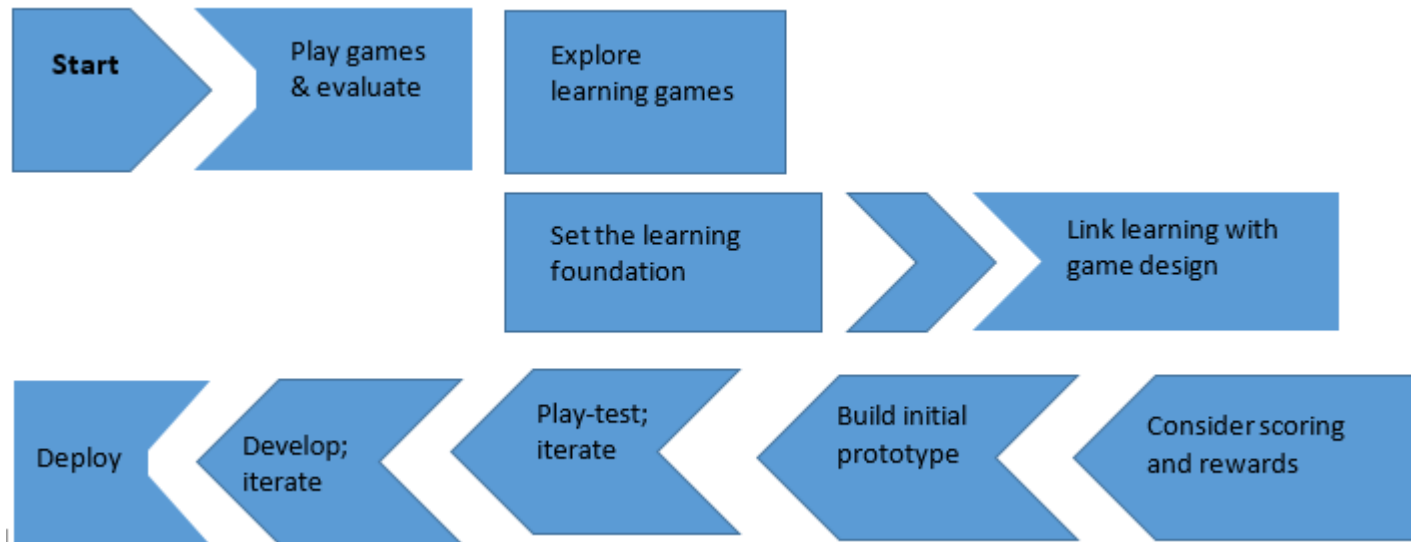 Start
Play games
& evaluate
Explore
learning games
Set the learning
foundation
Link learning with
game design
Consider scoring
and rewards
Build initial
prototype
Play-test;
iterate
Develop;
iterate
Deploy